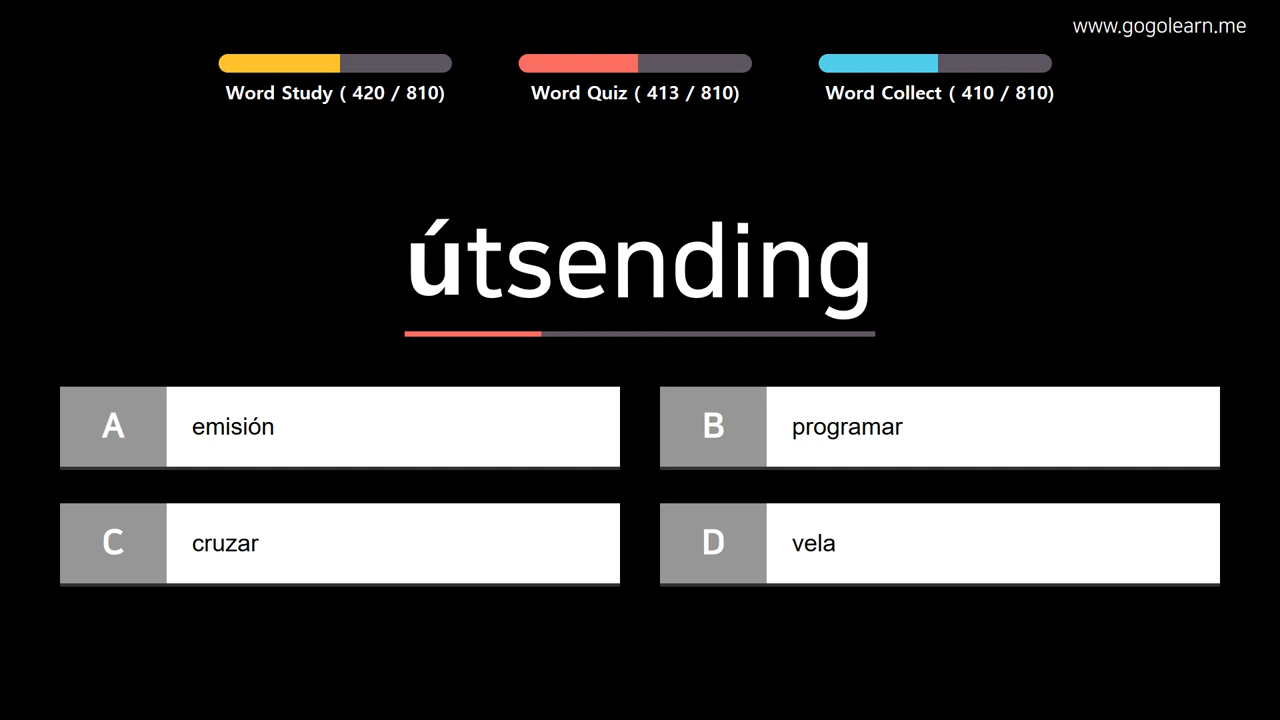 www.gogolearn.me
Word Study ( 420 / 810)
Word Quiz ( 413 / 810)
Word Collect ( 410 / 810)
útsending
A
emisión
B
programar
C
cruzar
D
vela